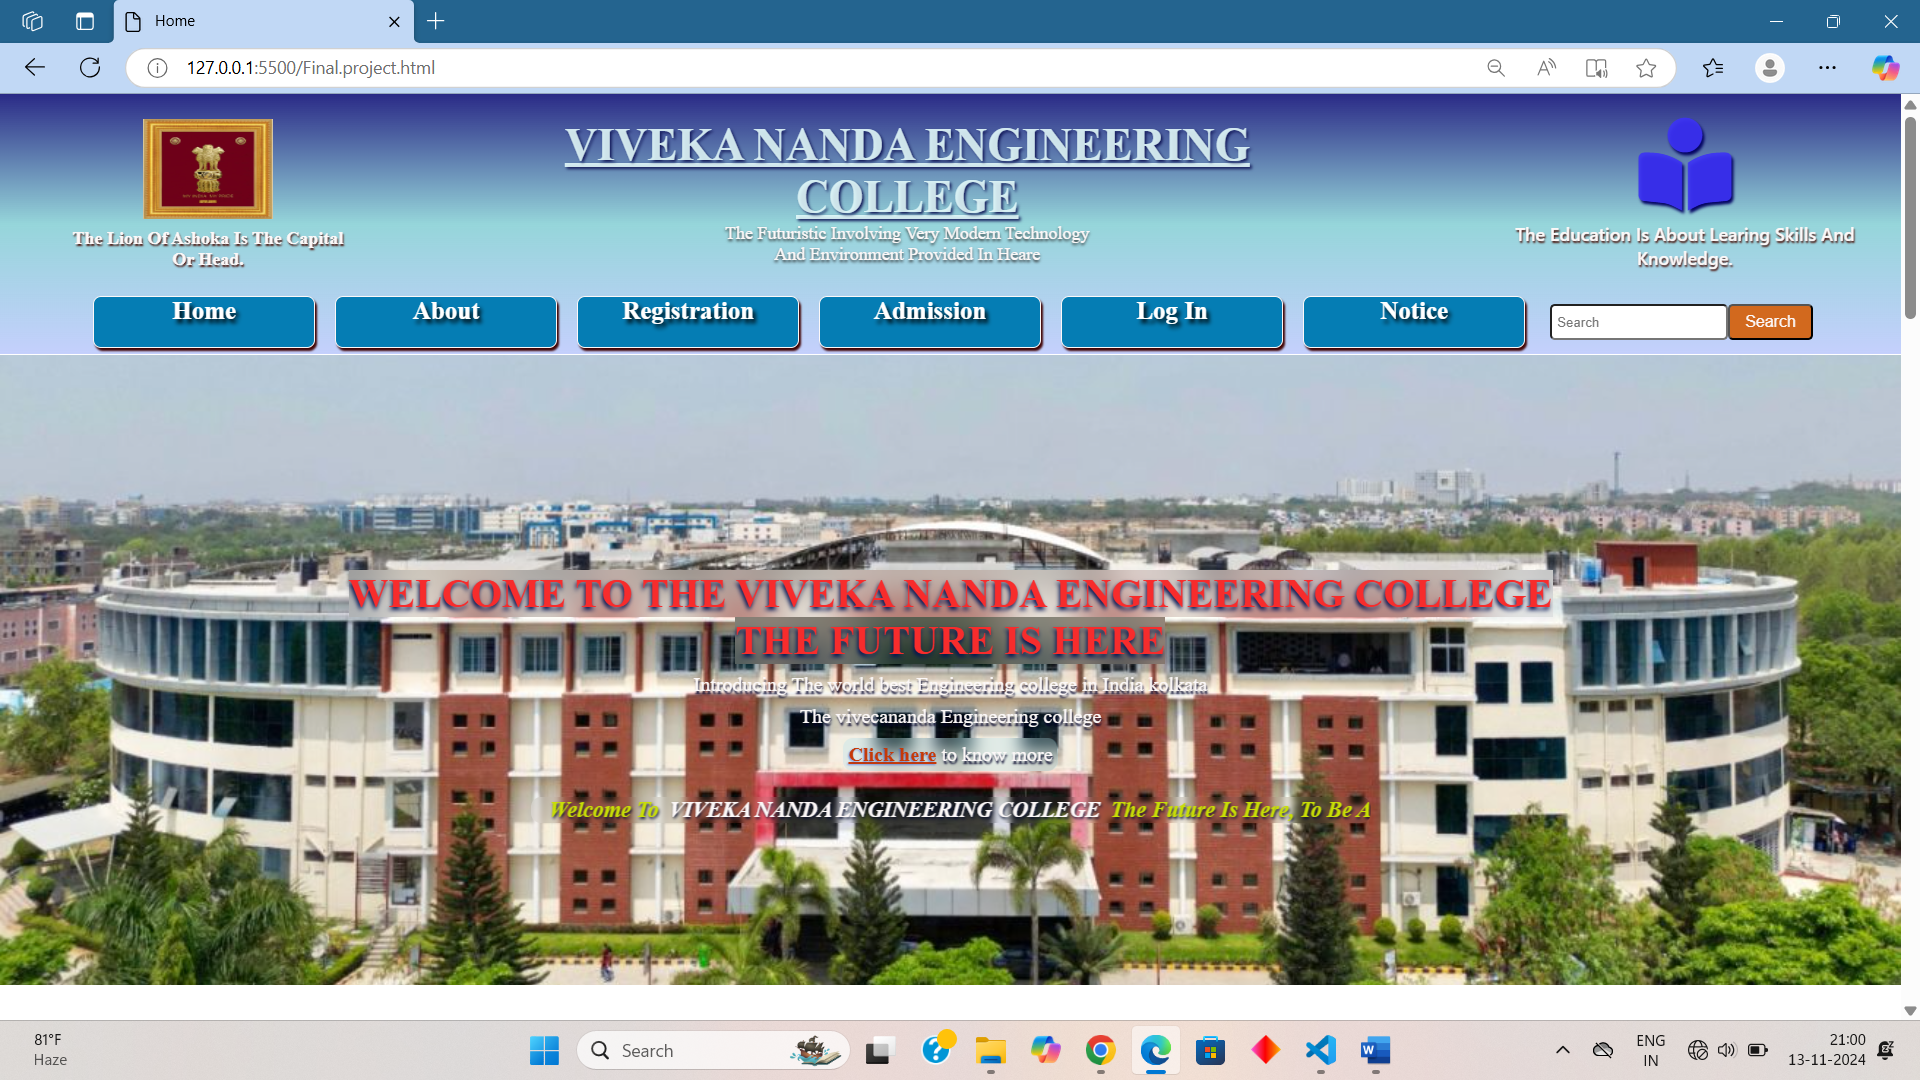 Home
127.0.0.1:5500/Final.project.html
VIVEKA NANDA ENGINEERING
COLLEGE
The Futuristic Involving Very Modern Technology
And Environment Provided In Heare
The Lion Of Ashoka Is The Capital
Or Head.
The Education Is About Learing Skills And
Knowledge.
Home
About
Registration
Admission
Log In
Notice
Search
Search
WELCOME TO THE VIVEKA NANDA ENGINEERING COLLEGE
THE FUTURE IS HERE
Introducing The world best Engineering college in India kolkata
The vivecananda Engineering college
Click here to know more
Welcome To VIVEKA NANDA ENGINEERING COLLEGE The Future Is Here, To Be A
81°F
Haze
Search
ENG
IN
21:00
13-11-2024